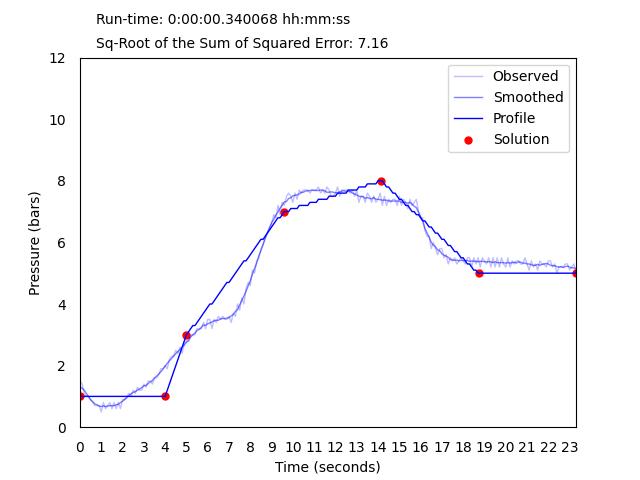 Run-time: 0:00:00.340068 hh:mm:ss
Sq-Root of the Sum of Squared Error: 7.16
12
10
8
6
4
2
0
Pressure (bars)
Observed
Smoothed
Profile
Solution
0 1 2 3 4 5 6 7 8 9 10 11 12 13 14 15 16 17 18 19 20 21 22 23
Time (seconds)